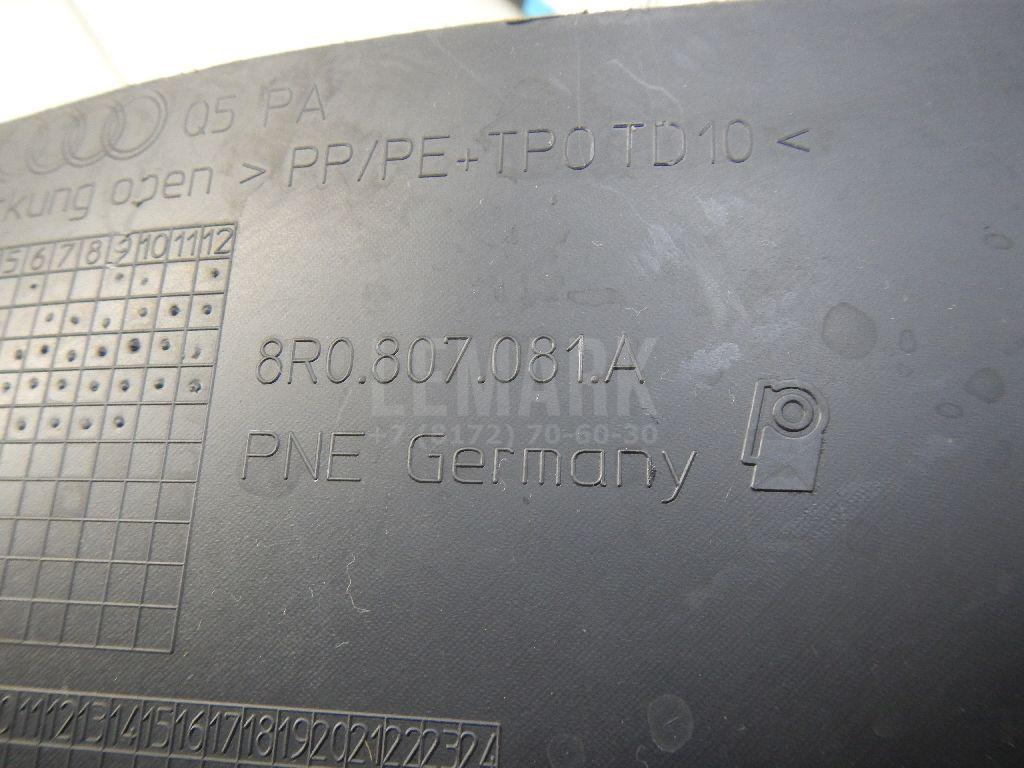 Q5 PA
ckung open > PP/PE+TPO TD10 <
5 6 7 8 9 10 11 12
8R0.807.081.A
LEMARK
+7 (8172) 70-60-30
PNE Germany
11 12 13 14 15 16 17 18 19 20 21 22 23 24